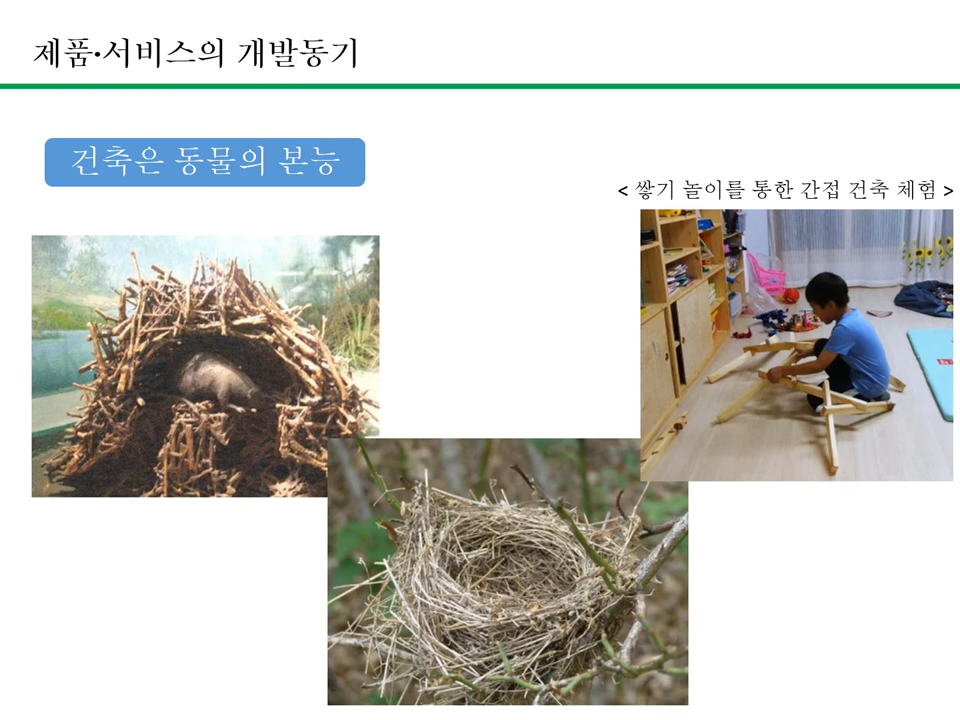 제품·서비스의 개발동기
건축은 동물의 본능
< 쌓기 놀이를 통한 간접 건축 체험 >